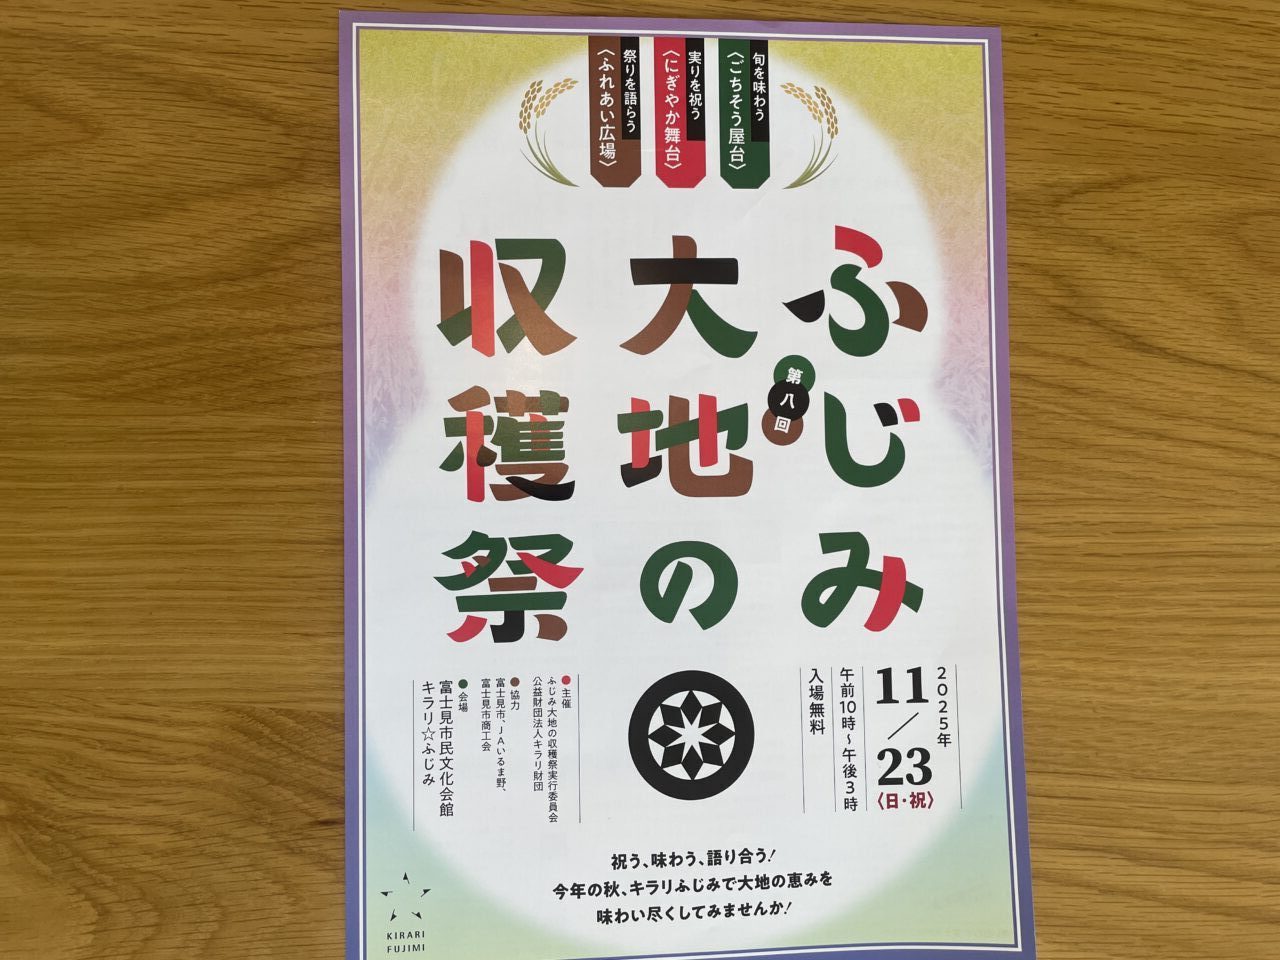 旬を味わう
〈ごちそう屋台〉
実りを祝う
〈にぎやか舞台〉
祭りを語らう
〈ふれあい広場〉
ふじみ
第八回
大地の
収穫祭
2025年
11/23
〈日・祝〉
午前10時～午後3時
入場無料
●主催
ふじみ大地の収穫祭実行委員会
公益財団法人キラリ財団
●協力
富士見市、JAいるま野、
富士見市商工会
●会場
富士見市民文化会館
キラリ☆ふじみ
祝う、味わう、語り合う!
今年の秋、キラリふじみで大地の恵みを
味わい尽くしてみませんか!
KIRARI
FUJIMI